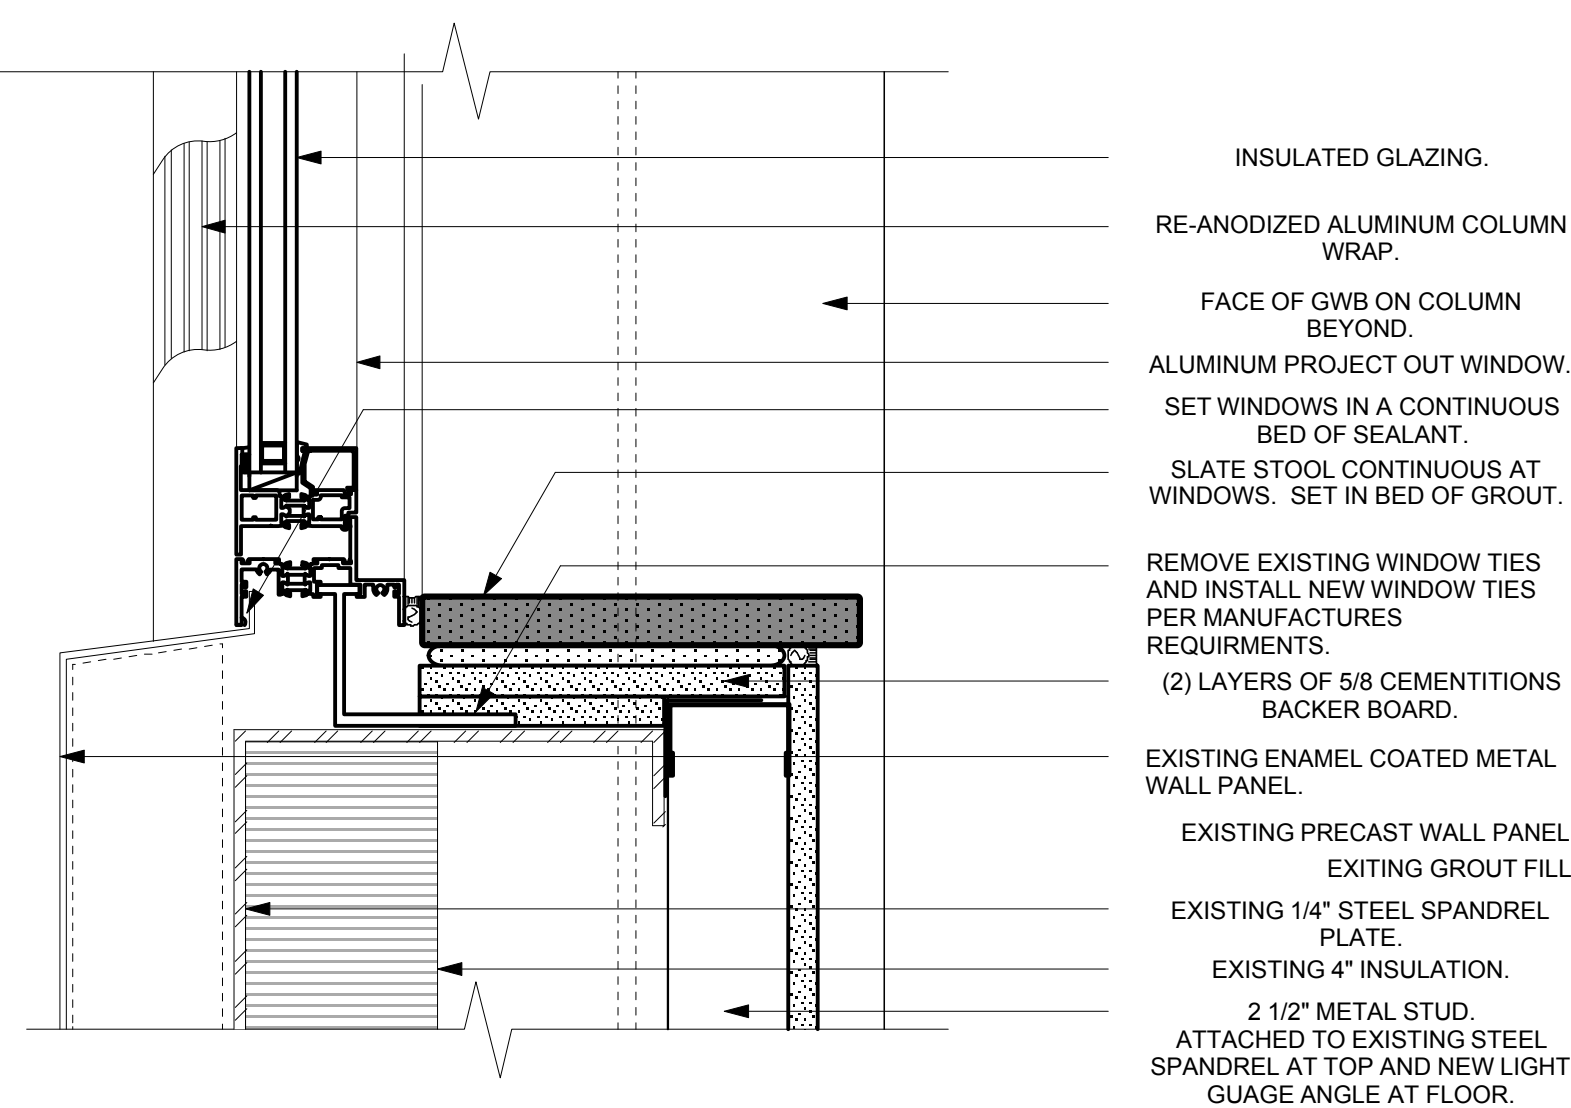 INSULATED GLAZING.
RE-ANODIZED ALUMINUM COLUMN
WRAP.
FACE OF GWB ON COLUMN
BEYOND.
ALUMINUM PROJECT OUT WINDOW.
SET WINDOWS IN A CONTINUOUS
BED OF SEALANT.
SLATE STOOL CONTINUOUS AT
WINDOWS. SET IN BED OF GROUT.
REMOVE EXISTING WINDOW TIES
AND INSTALL NEW WINDOW TIES
PER MANUFACTURES
REQUIRMENTS.
(2) LAYERS OF 5/8 CEMENTITIONS
BACKER BOARD.
EXISTING ENAMEL COATED METAL
WALL PANEL.
EXISTING PRECAST WALL PANEL
EXITING GROUT FILL
EXISTING 1/4" STEEL SPANDREL
PLATE.
EXISTING 4" INSULATION.
2 1/2" METAL STUD.
ATTACHED TO EXISTING STEEL
SPANDREL AT TOP AND NEW LIGHT
GUAGE ANGLE AT FLOOR.